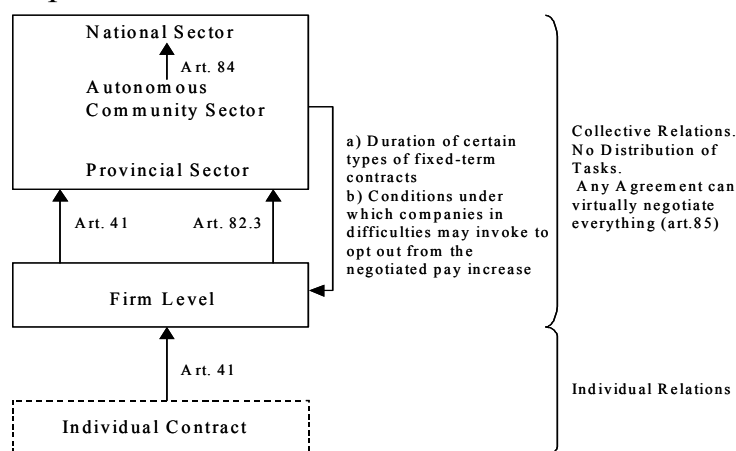 National Sector
Art. 84
Autonomous
Community Sector
Provincial Sector
Art. 41
Art. 82.3
a) Duration of certain
types of fixed-term
contracts
b) Conditions under
which companies in
difficulties may invoke to
opt out from the
negotiated pay increase
Collective Relations.
No Distribution of
Tasks.
Any Agreement can
virtually negotiate
everything (art.85)
Firm Level
Art. 41
Individual Relations
Individual Contract